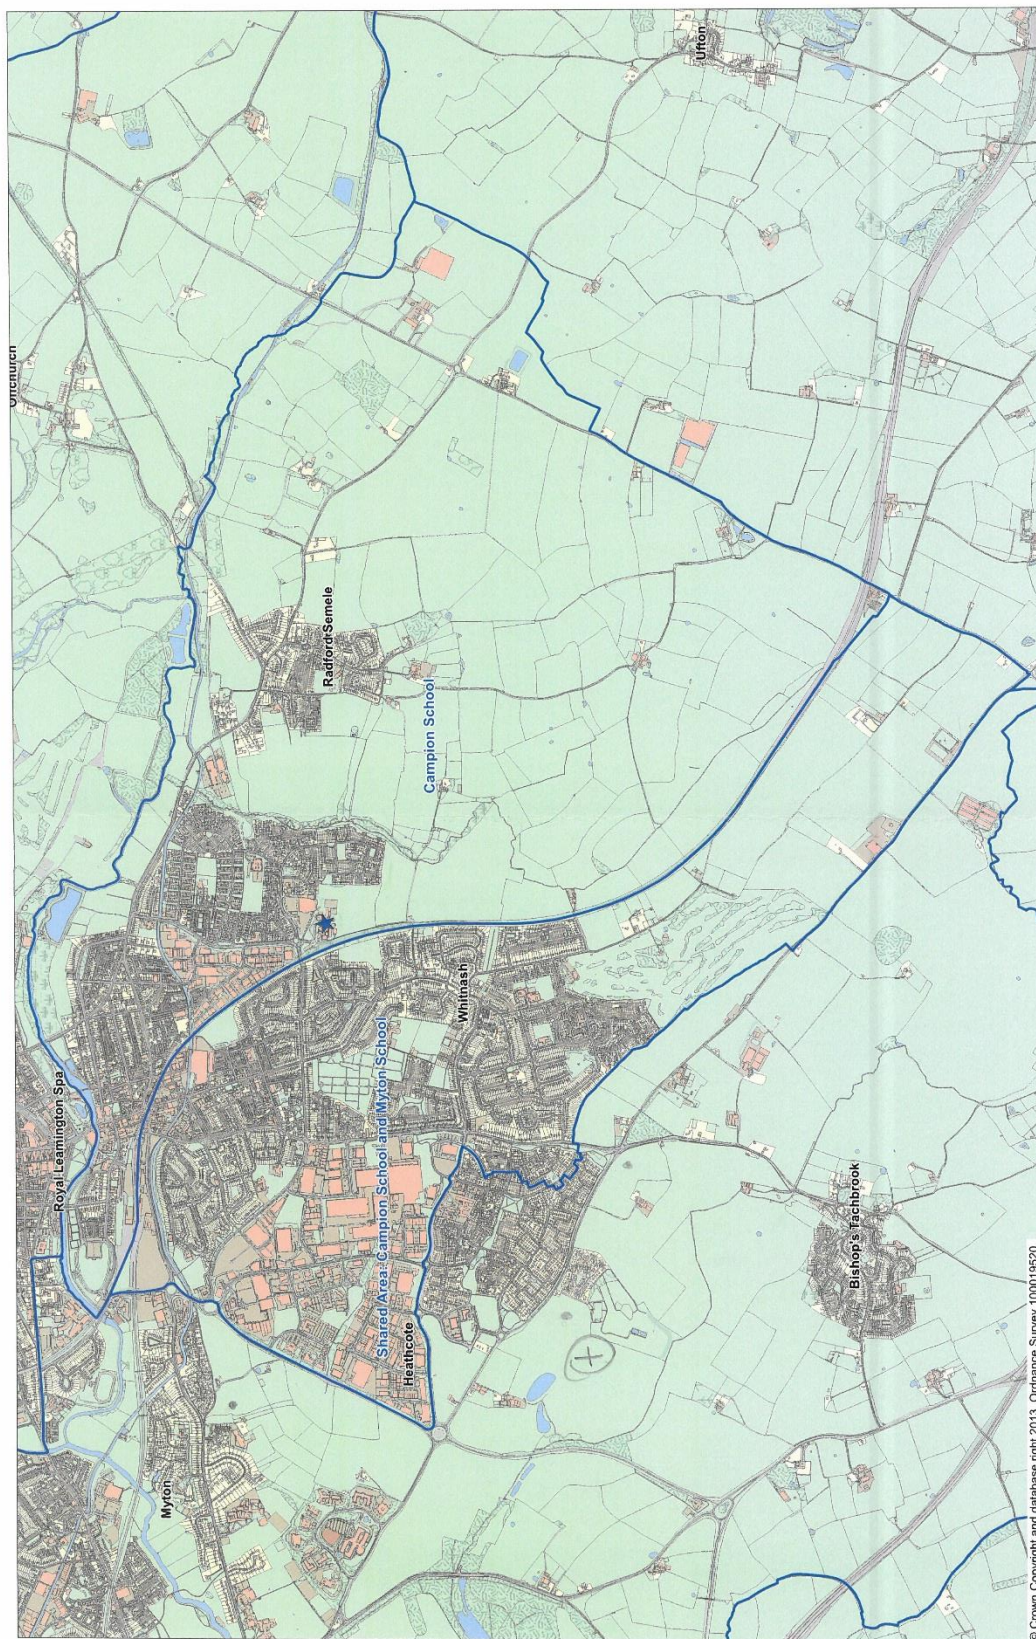 Royal Leamington Spa
Myton
Radford Semele
Shared Area: Campion School and Myton School
Heathcote
Campion School
Whitnash
Ufton
Bishop's Tachbrook
© Crown Copyright and database right 2013. Ordnance Survey 100019520